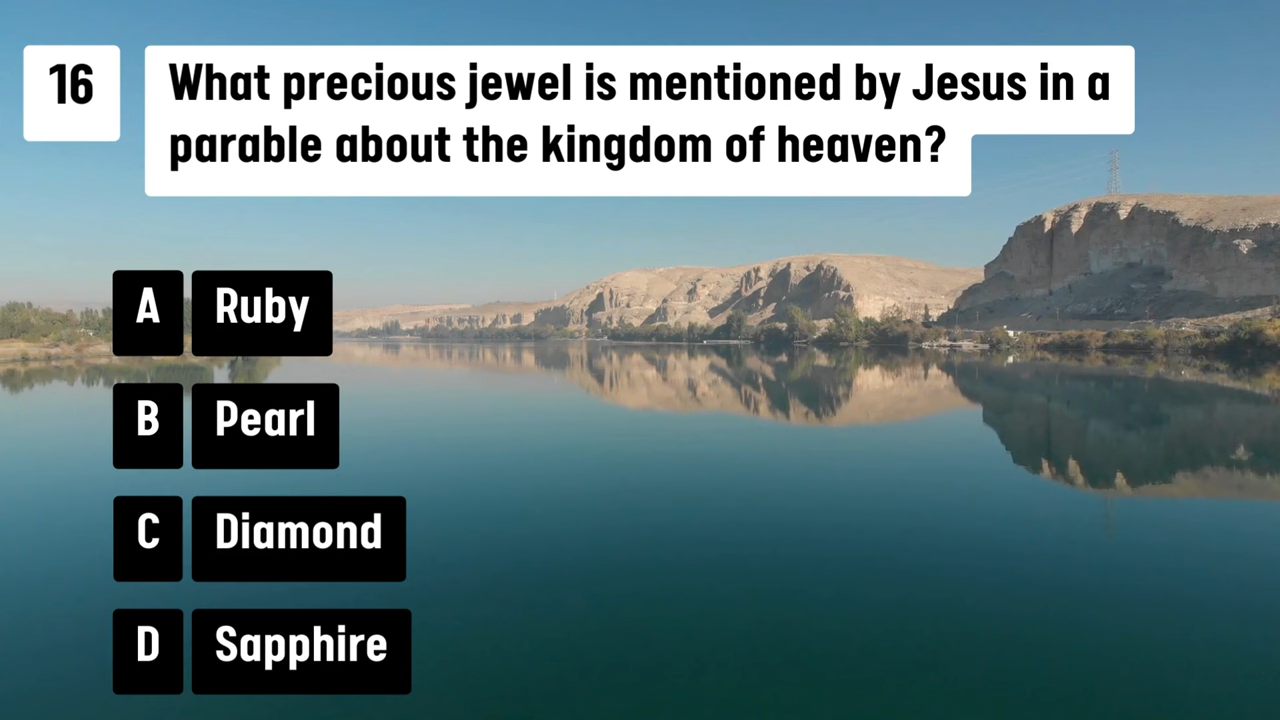 16
What precious jewel is mentioned by Jesus in a
parable about the kingdom of heaven?
A Ruby
B Pearl
C Diamond
D Sapphire